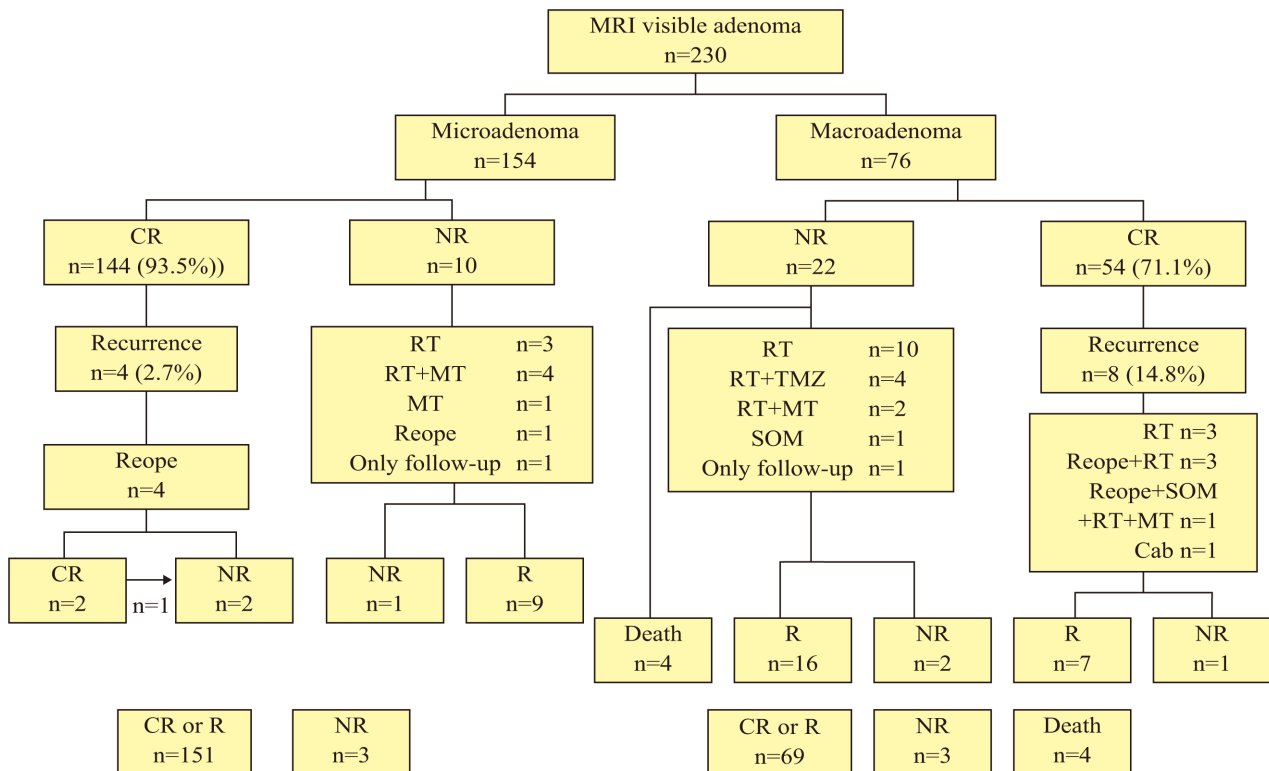 MRI visible adenoma
n=230
Microadenoma
n=154
Macroadenoma
n=76
CR
n=144 (93.5%))
NR
n=10
NR
n=22
CR
n=54 (71.1%)
Recurrence
n=4 (2.7%)
RT n=3
RT+MT n=4
MT n=1
Reope n=1
Only follow-up n=1
RT n=10
RT+TMZ n=4
RT+MT n=2
SOM n=1
Only follow-up n=1
Recurrence
n=8 (14.8%)
Reope
n=4
RT n=3
Reope+RT n=3
Reope+SOM
+RT+MT n=1
Cab n=1
CR
n=2
n=1
NR
n=2
NR
n=1
R
n=9
Death
n=4
R
n=16
NR
n=2
R
n=7
NR
n=1
CR or R
n=151
NR
n=3
CR or R
n=69
NR
n=3
Death
n=4